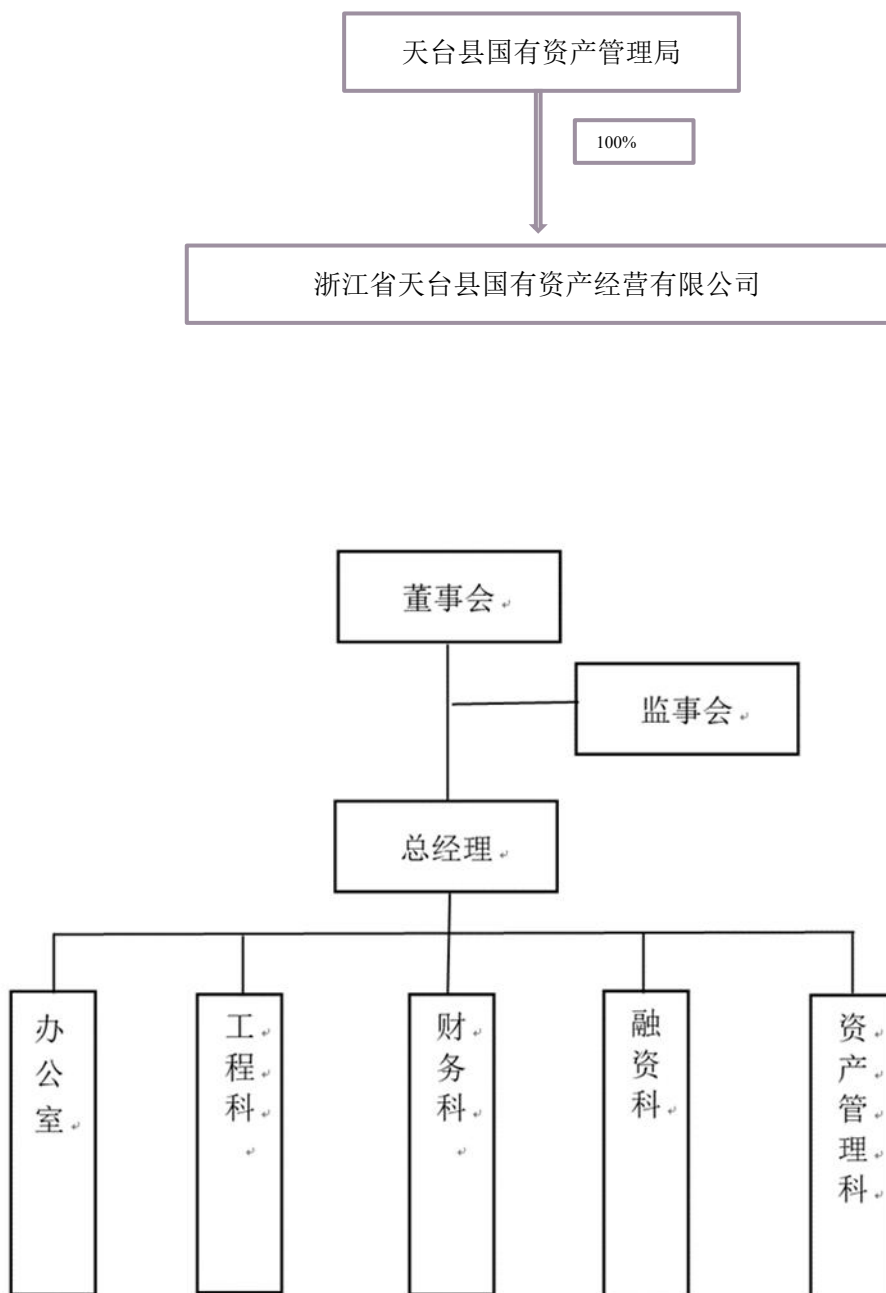 天台县国有资产管理局
100%
浙江省天台县国有资产经营有限公司
董事会
监事会
总经理
办公室
工程科
财务科
融资科
资产管理科